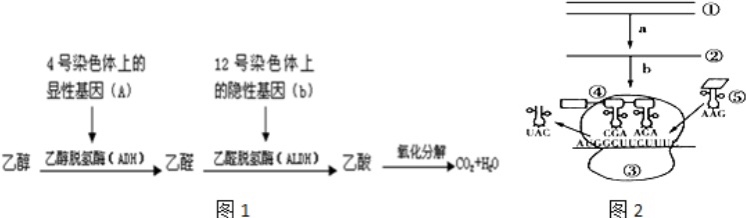 4号染色体上的
显性基因（A）
12号染色体上
的隐性基因（b）
乙醇
乙醇脱氢酶(ADH)
乙醛
乙醛脱氢酶(ALDH)
乙酸
氧化分解
CO₂+H₂O
图1
①
a
②
b
④
⑤
UAC
CGA
AGA
AAG
AUGGCUUCUUUC
③
图2